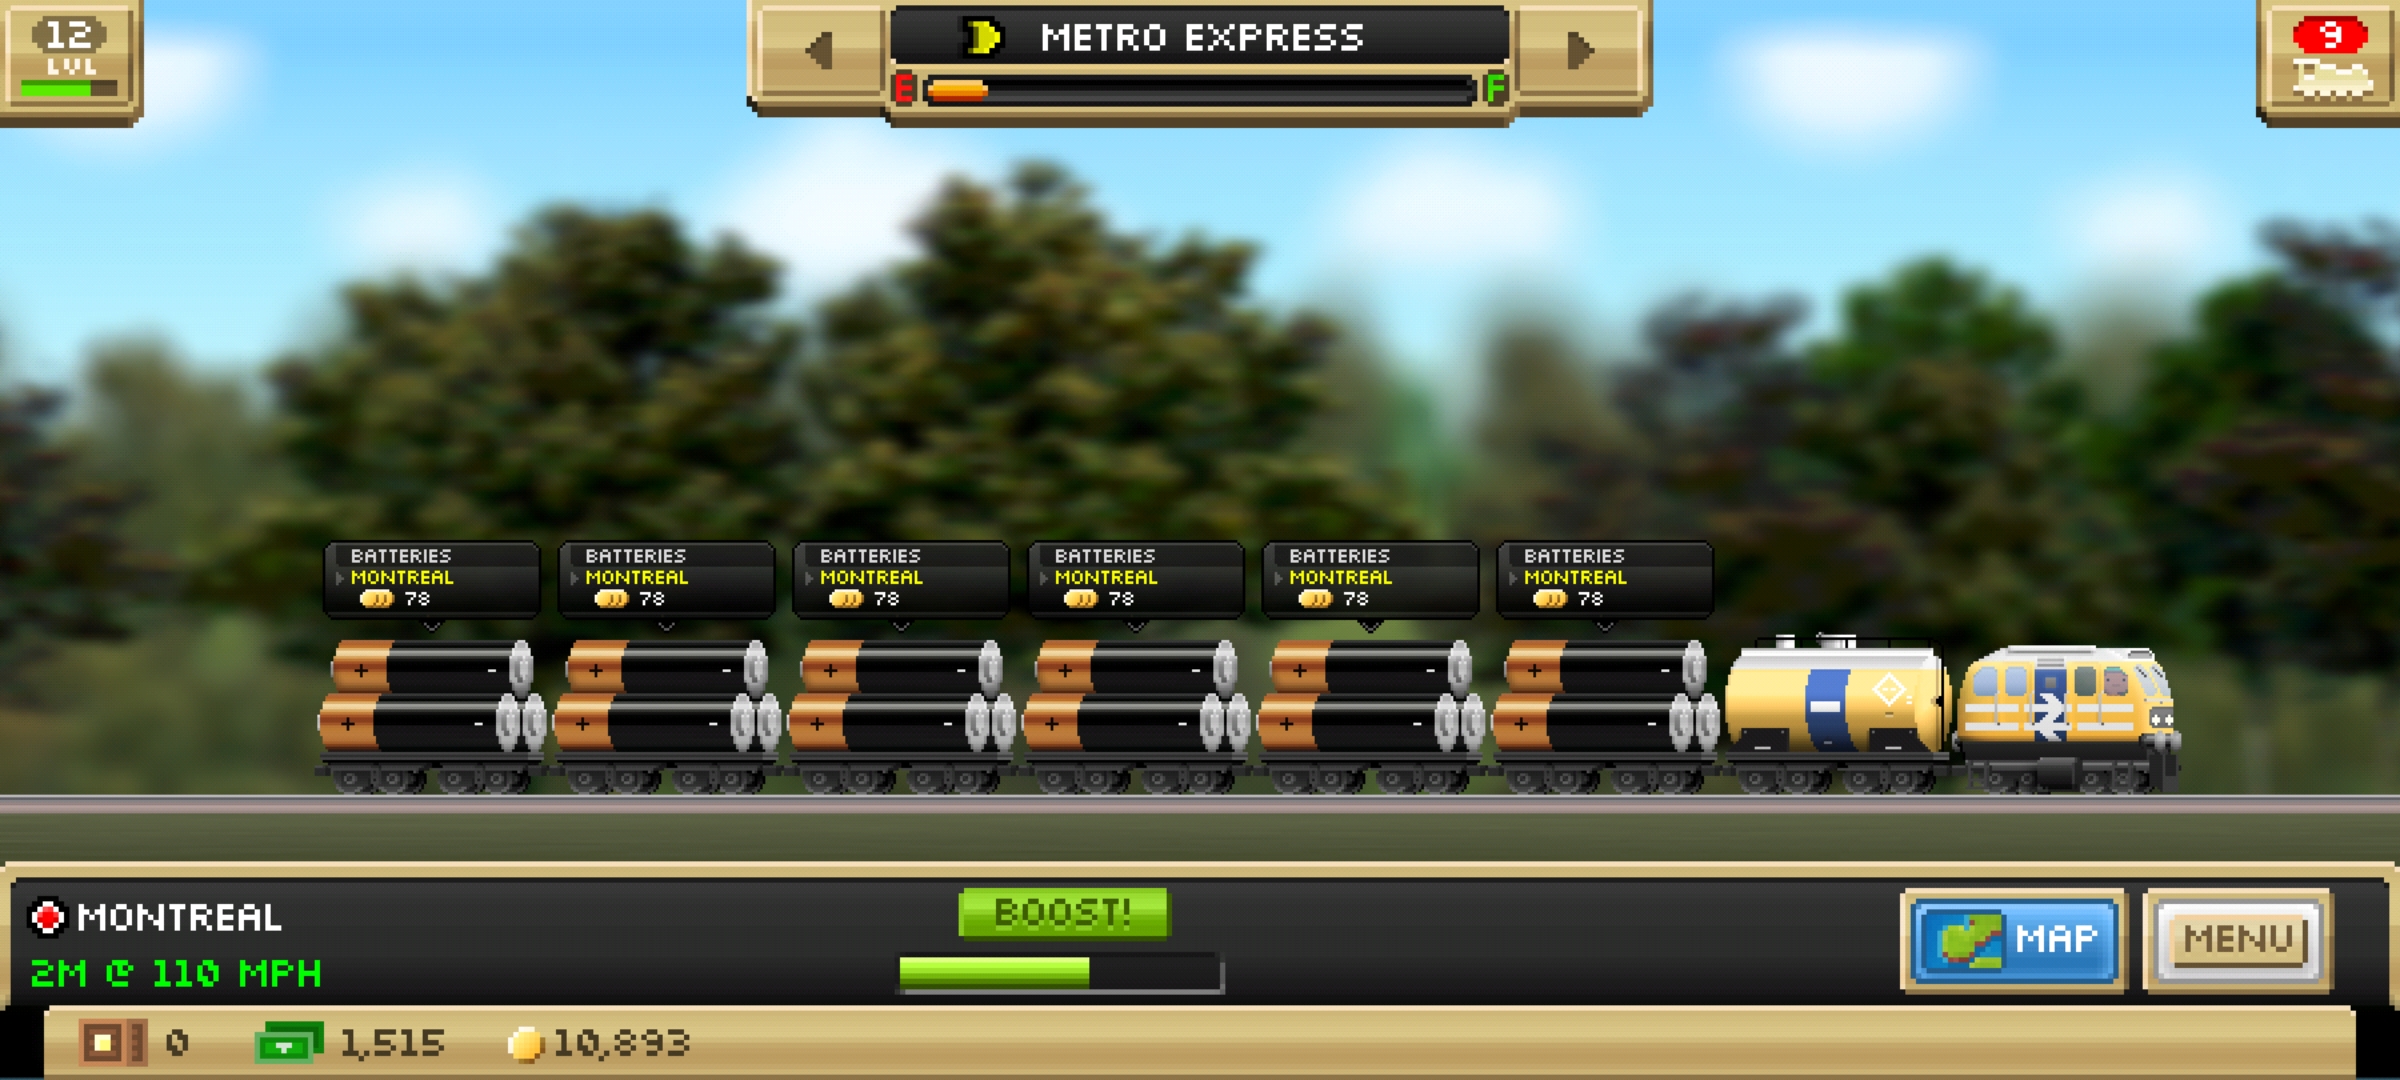 12
LVL
METRO EXPRESS
E F
9
BATTERIES
MONTREAL
78
BATTERIES
MONTREAL
78
BATTERIES
MONTREAL
78
BATTERIES
MONTREAL
78
BATTERIES
MONTREAL
78
BATTERIES
MONTREAL
78
+ -
+ -
+ -
+ -
+ -
+ -
+ -
+ -
+ -
+ -
+ -
+ -
MONTREAL
2M @ 110 MPH
BOOST!
MAP
MENU
0
1,515
10,893